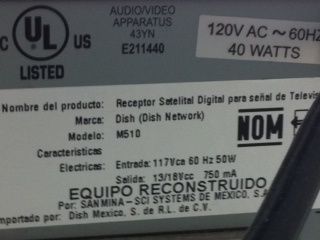 AUDIO/VIDEO
APPARATUS
43YN
E211440
C UL US
LISTED
120V AC ~ 60HZ
40 WATTS
Nombre del producto: Receptor Satelital Digital para señal de Televis
Marca: Dish (Dish Network)
Modelo: M510
Caracteristicas
Electricas: Entrada: 117Vca 60 Hz 50W
Salida: 13/18Vcc 750 mA
NOM
EQUIPO RECONSTRUIDO
POR: SANMINA-SCI SYSTEMS DE MEXICO, S.A.
Importado por: Dish Mexico, S. de R.L. de C.V.